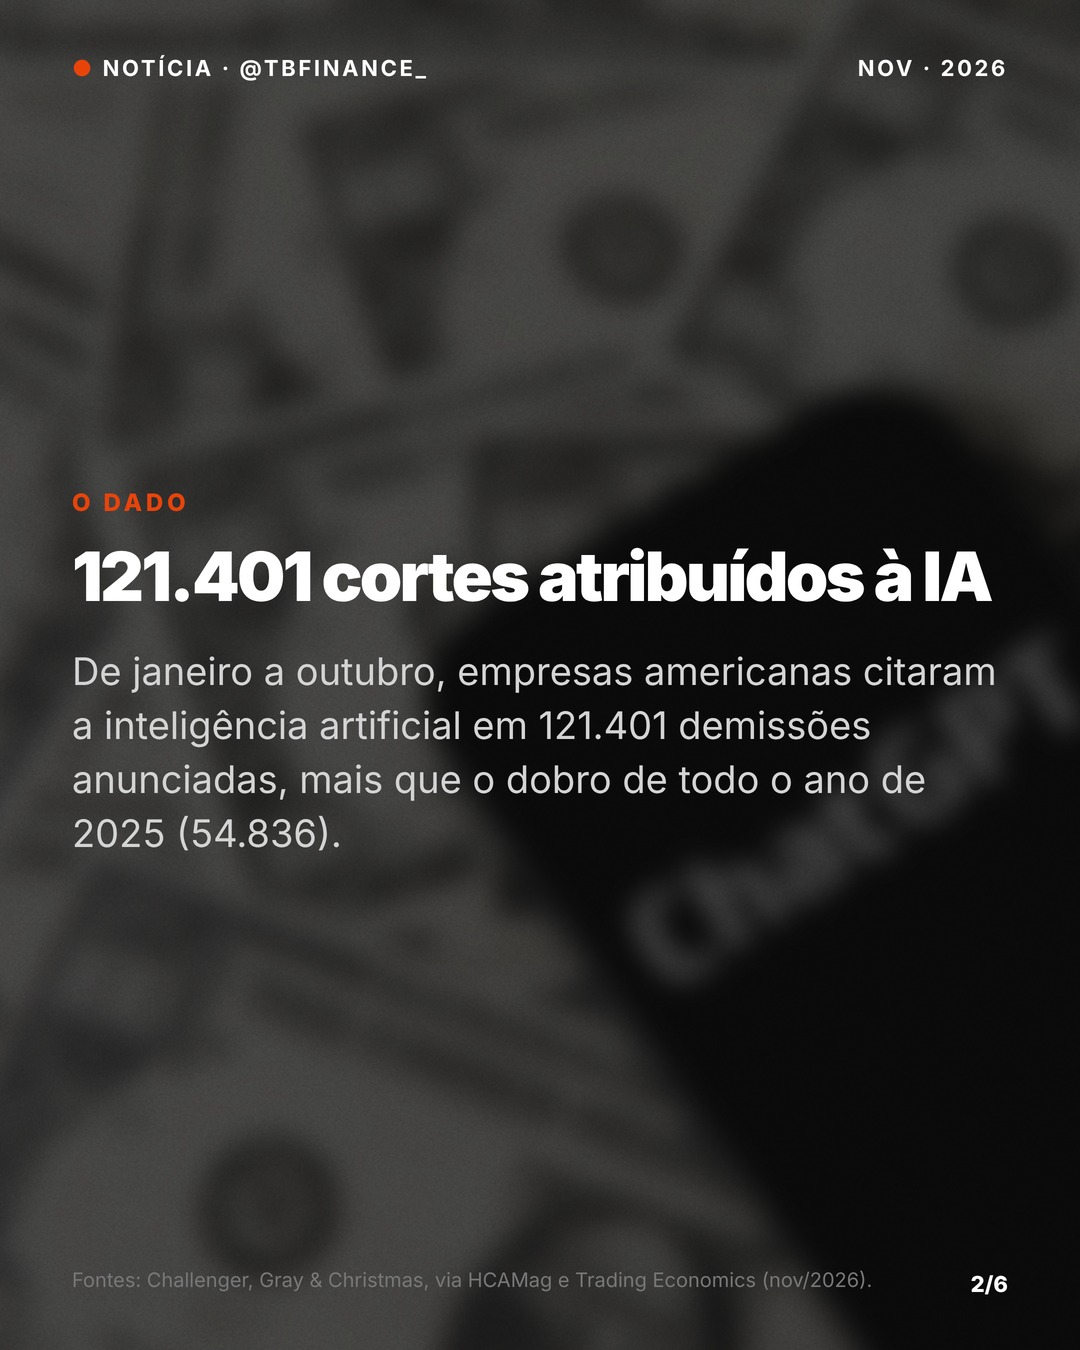 NOTÍCIA · @TBFINANCE_
NOV · 2026
O DADO
121.401 cortes atribuídos à IA
De janeiro a outubro, empresas americanas citaram
a inteligência artificial em 121.401 demissões
anunciadas, mais que o dobro de todo o ano de
2025 (54.836).
ChatGPT
Fontes: Challenger, Gray & Christmas, via HCAMag e Trading Economics (nov/2026).
2/6